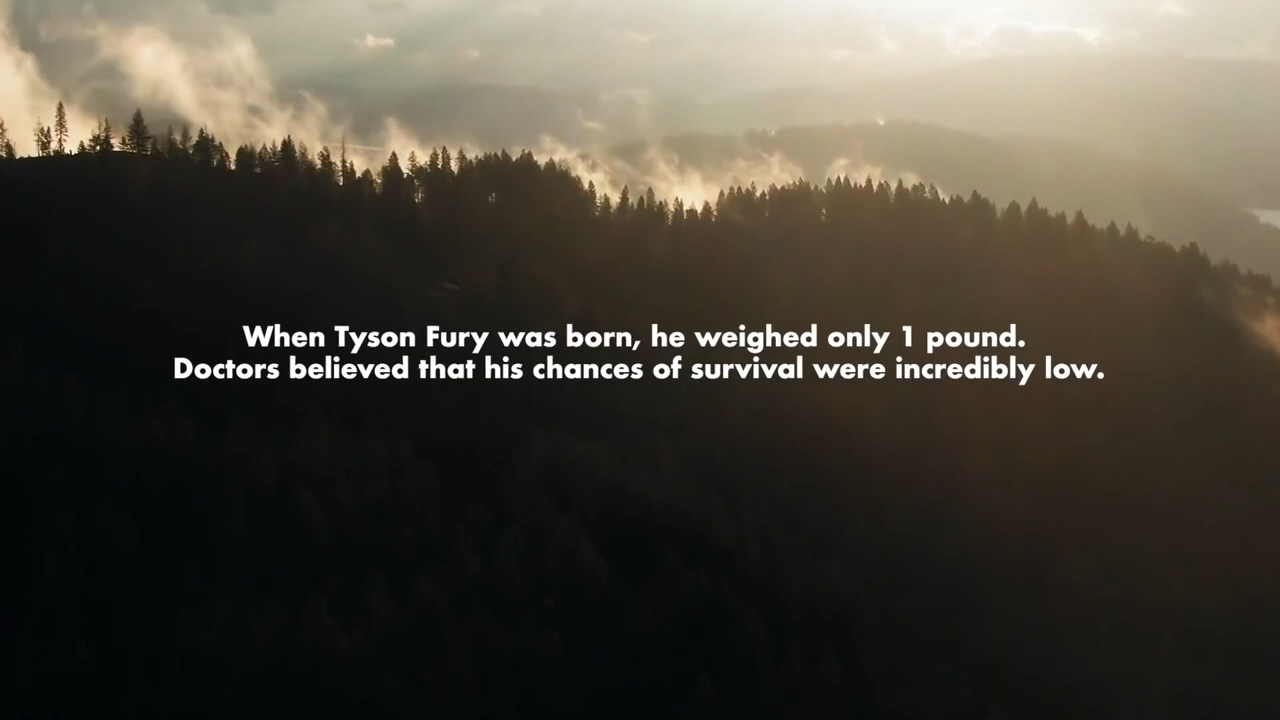 When Tyson Fury was born, he weighed only 1 pound.
Doctors believed that his chances of survival were incredibly low.